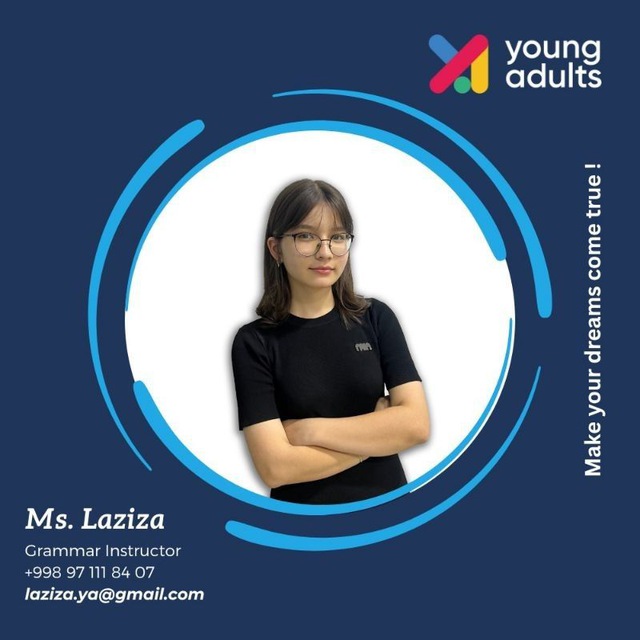 young
adults
Make your dreams come true !
Ms. Laziza
Grammar Instructor
+998 97 111 84 07
laziza.ya@gmail.com